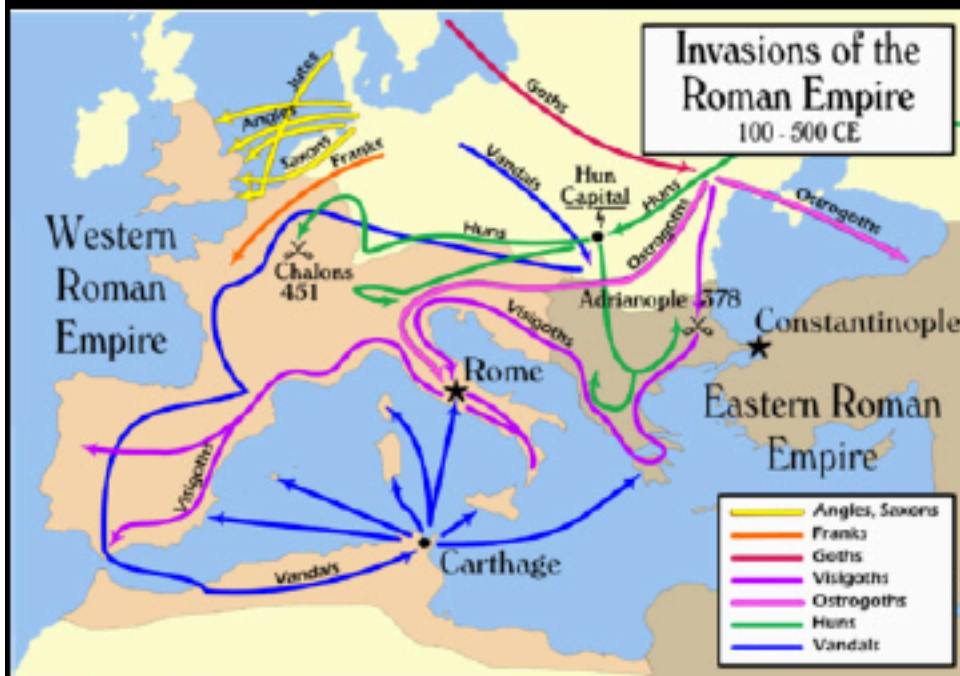 Invasions of the
Roman Empire
100 - 500 CE
Jutes
Angles
Saxons
Franks
Goths
Vandals
Hun
Capital
Huns
Ostrogoths
Ostrogoths
Huns
Western
Roman
Empire
Chalons
451
Adrianople 378
Constantinople
Visigoths
Rome
Eastern Roman
Empire
Visigoths
Carthage
Vandals
Angles, Saxons
Franks
Goths
Visigoths
Ostrogoths
Huns
Vandals